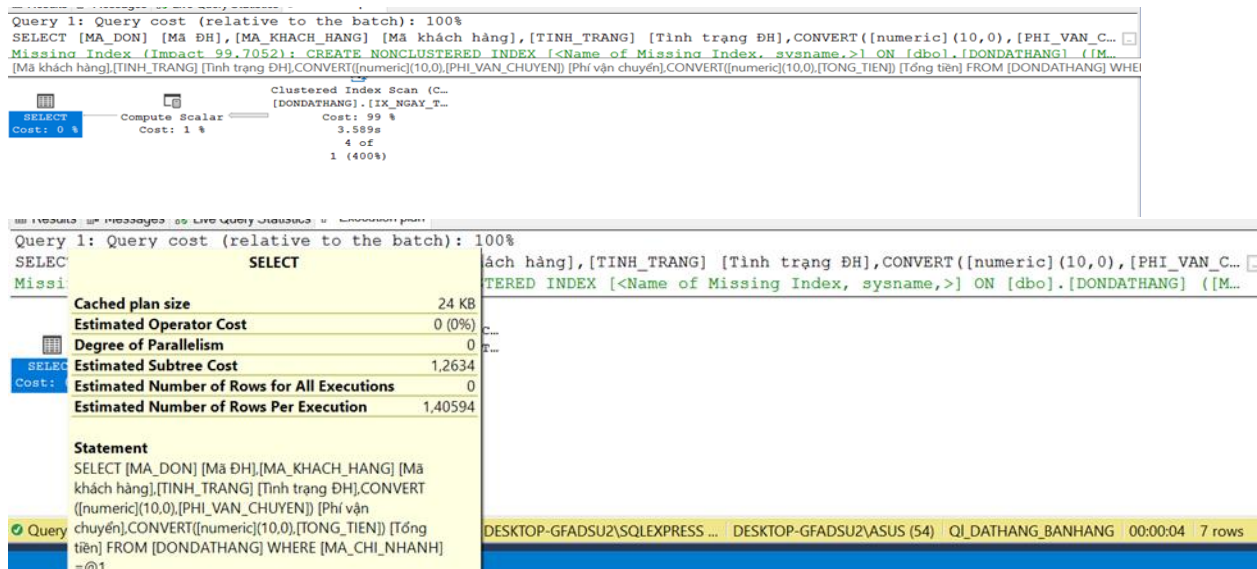 Query 1: Query cost (relative to the batch): 100%
SELECT [MA_DON] [Mã ĐH],[MA_KHACH_HANG] [Mã khách hàng],[TINH_TRANG] [Tình trạng ĐH],CONVERT([numeric](10,0),[PHI_VAN_C…
Missing Index (Impact 99.7052): CREATE NONCLUSTERED INDEX [<Name of Missing Index, sysname,>] ON [dbo].[DONDATHANG] ([M…
[Mã khách hàng],[TINH_TRANG] [Tình trạng ĐH],CONVERT([numeric](10,0),[PHI_VAN_CHUYEN]) [Phí vận chuyển],CONVERT([numeric](10,0),[TONG_TIEN]) [Tổng tiền] FROM [DONDATHANG] WHE
Clustered Index Scan (C…
[DONDATHANG].[IX_NGAY_T…
SELECT
Compute Scalar
Cost: 99 %
Cost: 0 %
Cost: 1 %
3.589s
4 of
1 (400%)
Results
Messages
Live Query Statistics
Execution plan
Query 1: Query cost (relative to the batch): 100%
SELEC
SELECT
ách hàng],[TINH_TRANG] [Tình trạng ĐH],CONVERT([numeric](10,0),[PHI_VAN_C…
Missi
TERED INDEX [<Name of Missing Index, sysname,>] ON [dbo].[DONDATHANG] ([M…
Cached plan size 24 KB
Estimated Operator Cost 0 (0%)
C…
Degree of Parallelism 0
T…
SELEC
Estimated Subtree Cost 1,2634
Cost:
Estimated Number of Rows for All Executions 0
Estimated Number of Rows Per Execution 1,40594
Statement
SELECT [MA_DON] [Mã ĐH],[MA_KHACH_HANG] [Mã
khách hàng],[TINH_TRANG] [Tình trạng ĐH],CONVERT
([numeric](10,0),[PHI_VAN_CHUYEN]) [Phí vận
chuyển],CONVERT([numeric](10,0),[TONG_TIEN]) [Tổng
tiền] FROM [DONDATHANG] WHERE [MA_CHI_NHANH]
=@1
Query
DESKTOP-GFADSU2\SQLEXPRESS ...
DESKTOP-GFADSU2\ASUS (54)
QI_DATHANG_BANHANG
00:00:04
7 rows